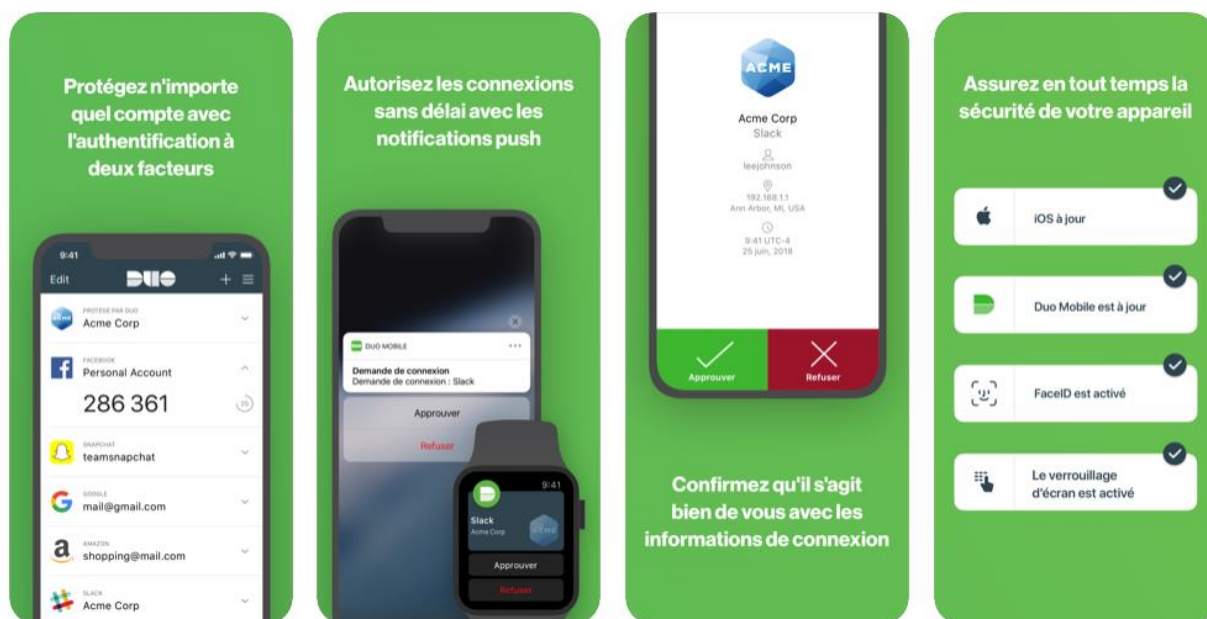 Protégez n'importe
quel compte avec
l'authentification à
deux facteurs
9:41
Edit
DUO
PROTÉGÉ PAR DUO
Acme Corp
FACEBOOK
Personal Account
286 361
SNAPCHAT
teamsnapchat
GOOGLE
mail@gmail.com
AMAZON
shopping@mail.com
SLACK
Acme Corp
Autorisez les connexions
sans délai avec les
notifications push
DUO MOBILE
Demande de connexion
Demande de connexion : Slack
Approuver
Refuser
9:41
Slack
Acme Corp
ACME
Approuver
Refuser
ACME
Acme Corp
Slack
leejohnson
192.168.1.1
Ann Arbor, MI, USA
9:41 UTC-4
25 juin, 2018
Approuver
Refuser
Confirmez qu'il s'agit
bien de vous avec les
informations de connexion
Assurez en tout temps la
sécurité de votre appareil
iOS à jour
Duo Mobile est à jour
FaceID est activé
Le verrouillage
d'écran est activé